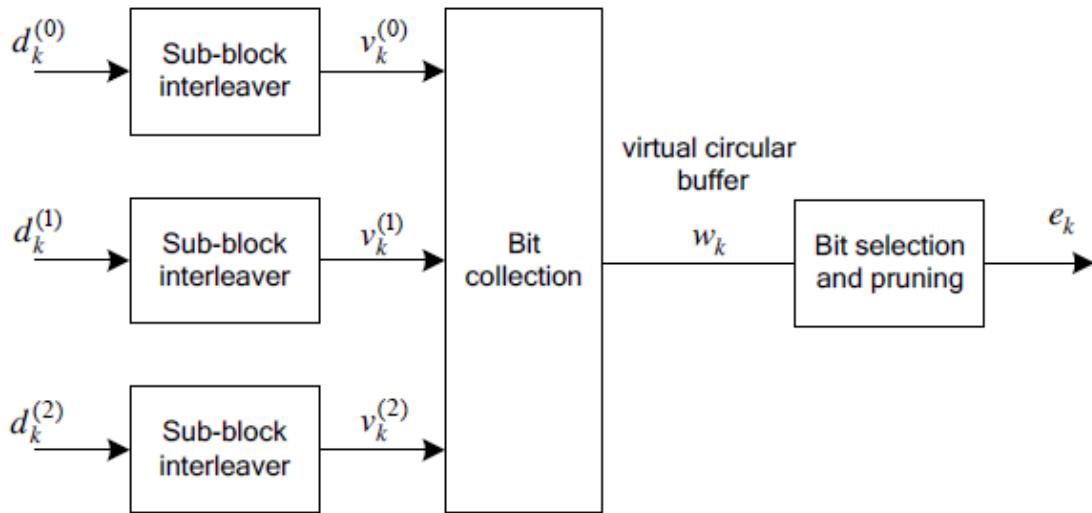 d_k^{(0)}
Sub-block
interleaver
v_k^{(0)}
d_k^{(1)}
Sub-block
interleaver
v_k^{(1)}
d_k^{(2)}
Sub-block
interleaver
v_k^{(2)}
Bit
collection
virtual circular
buffer
w_k
Bit selection
and pruning
e_k